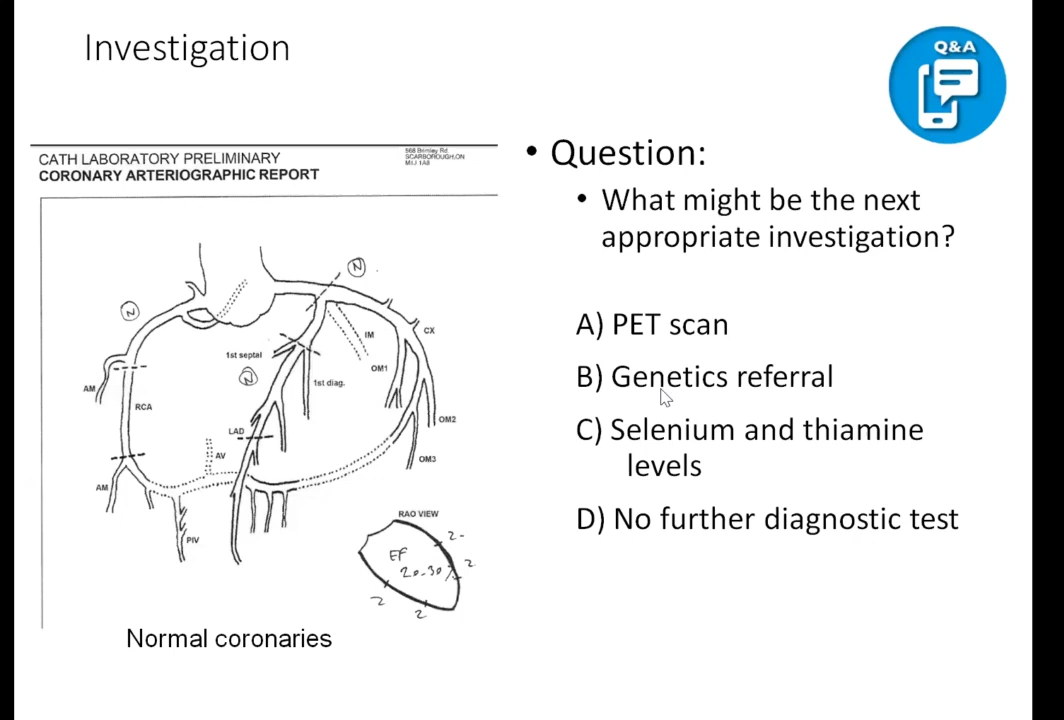 Investigation
Q&A
CATH LABORATORY PRELIMINARY
CORONARY ARTERIOGRAPHIC REPORT
568 Brimley Rd.
SCARBOROUGH,ON
M1J 1A8
N
N
N
1st septal
1st diag.
IM
CX
OM1
OM2
OM3
AM
RCA
LAD
AV
AM
PIV
RAO VIEW
EF
20-30%
2
2
2
2
Normal coronaries
• Question:
• What might be the next
appropriate investigation?
A) PET scan
B) Genetics referral
C) Selenium and thiamine
levels
D) No further diagnostic test